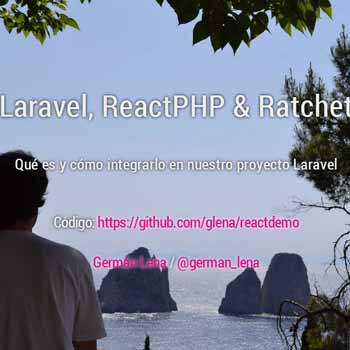 Laravel, ReactPHP & Ratchet
Qué es y cómo integrarlo en nuestro proyecto Laravel
Código: https://github.com/glena/reactdemo
Germán Lena / @german_lena